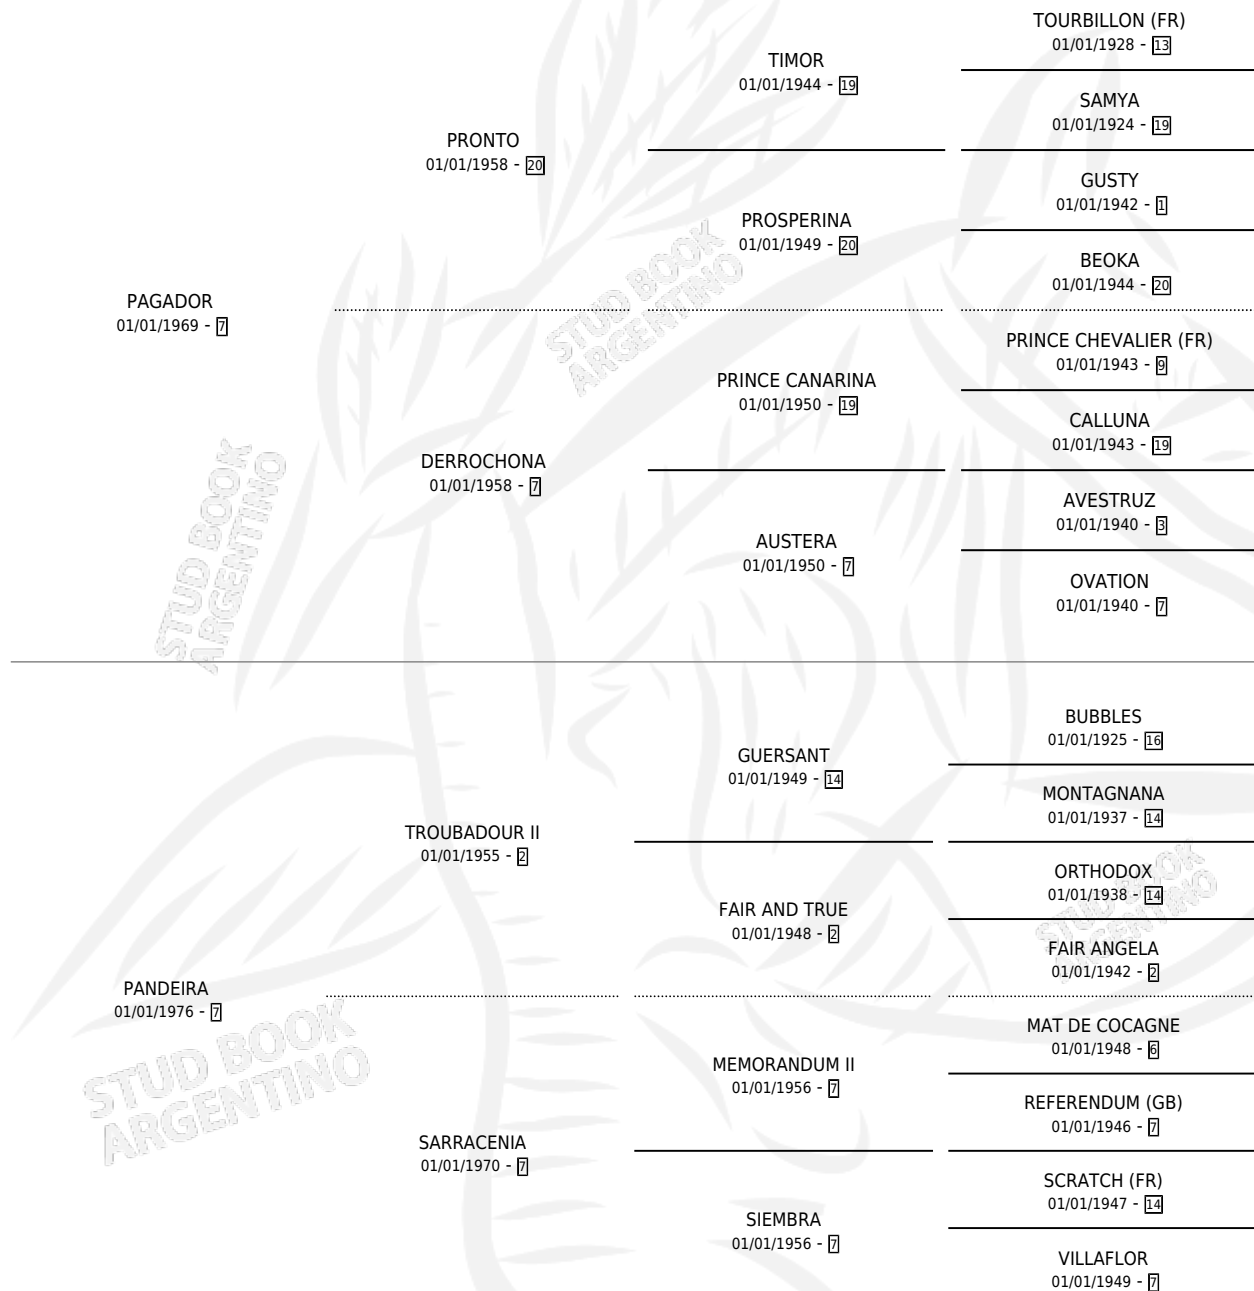 TOURBILLON (FR)
01/01/1928 - 13
TIMOR
01/01/1944 - 19
SAMYA
01/01/1924 - 19
PRONTO
01/01/1958 - 20
GUSTY
01/01/1942 - 1
PROSPERINA
01/01/1949 - 20
BEOKA
01/01/1944 - 20
PAGADOR
01/01/1969 - 7
PRINCE CHEVALIER (FR)
01/01/1943 - 9
PRINCE CANARINA
01/01/1950 - 19
CALLUNA
01/01/1943 - 19
DERROCHONA
01/01/1958 - 7
AVESTRUZ
01/01/1940 - 3
AUSTERA
01/01/1950 - 7
OVATION
01/01/1940 - 7
BUBBLES
01/01/1925 - 16
GUERSANT
01/01/1949 - 14
MONTAGNANA
01/01/1937 - 14
TROUBADOUR II
01/01/1955 - 2
ORTHODOX
01/01/1938 - 14
FAIR AND TRUE
01/01/1948 - 2
FAIR ANGELA
01/01/1942 - 2
PANDEIRA
01/01/1976 - 7
MAT DE COCAGNE
01/01/1948 - 6
MEMORANDUM II
01/01/1956 - 7
REFERENDUM (GB)
01/01/1946 - 7
SARRACENIA
01/01/1970 - 7
SCRATCH (FR)
01/01/1947 - 14
SIEMBRA
01/01/1956 - 7
VILLAFLOR
01/01/1949 - 7
STUD BOOK
ARGENTINO
STUD BOOK
ARGENTINO
STUD BOOK
ARGENTINO
STUD BOOK
ARGENTINO